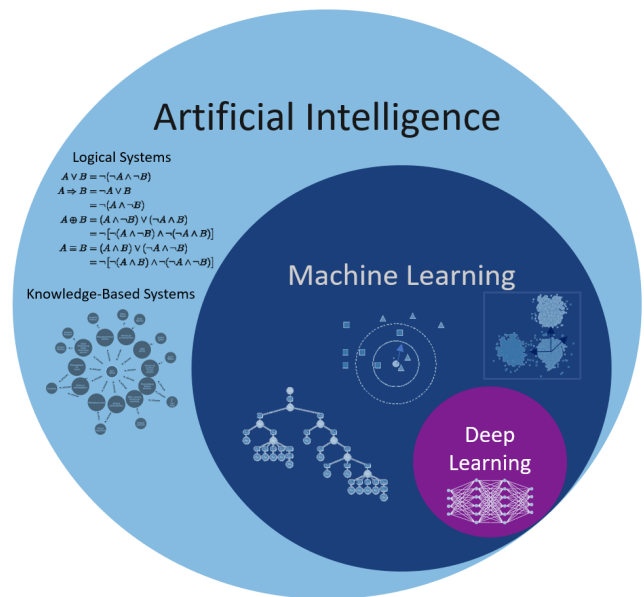 Artificial Intelligence
Logical Systems
A ∨ B = ¬(¬A ∧ ¬B)
A ⇒ B = ¬A ∨ B
= ¬(A ∧ ¬B)
A ⊕ B = (A ∧ ¬B) ∨ (¬A ∧ B)
= ¬[¬(A ∧ ¬B) ∧ ¬(¬A ∧ B)]
A ≡ B = (A ∧ B) ∨ (¬A ∧ ¬B)
= ¬[¬(A ∧ B) ∧ ¬(¬A ∧ ¬B)]
Knowledge-Based Systems
Machine Learning
Deep
Learning